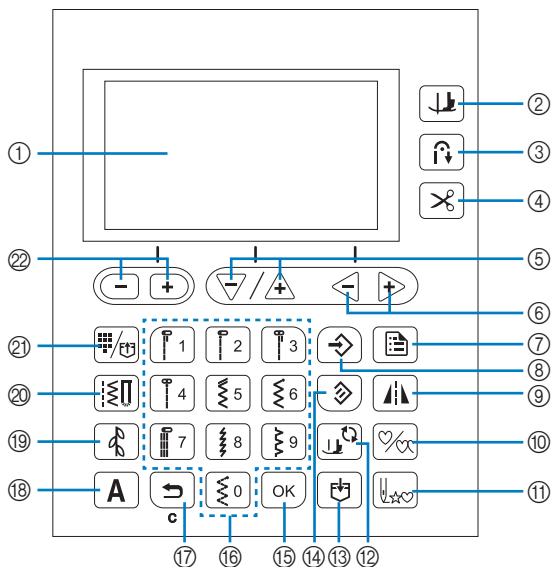 ①
②
③
④
㉒ − + − / + ⑤
− + ⑥
㉑ 1 2 3 ⑦
⑧
⑳ 4 5 6 ⑨
⑲ 7 8 9 ⑩
⑱ A 0 OK ⑪
c
⑰ ⑯ ⑮ ⑭ ⑬ ⑫